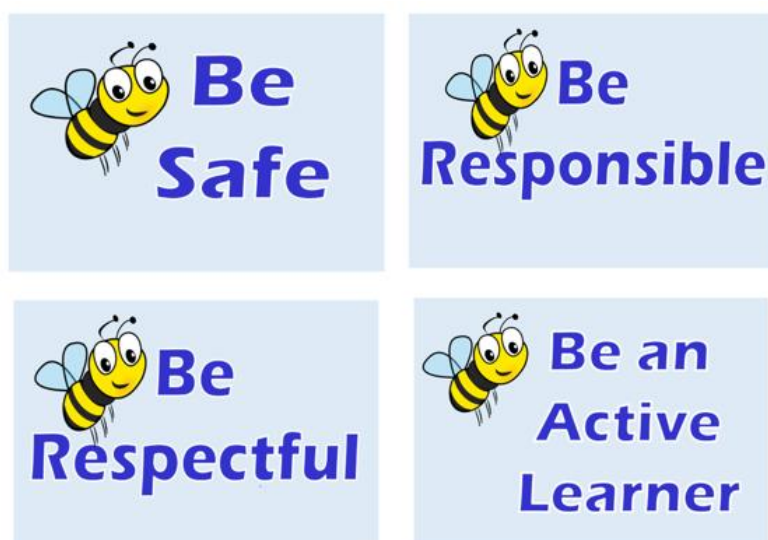 Be
Safe
Be
Responsible
Be
Respectful
Be an
Active
Learner